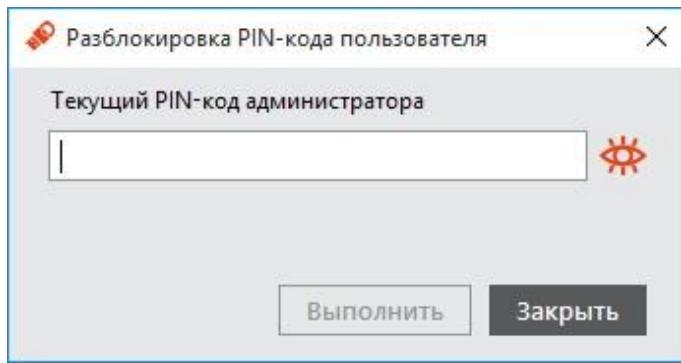 Разблокировка PIN-кода пользователя
Текущий PIN-код администратора
Выполнить Закрыть